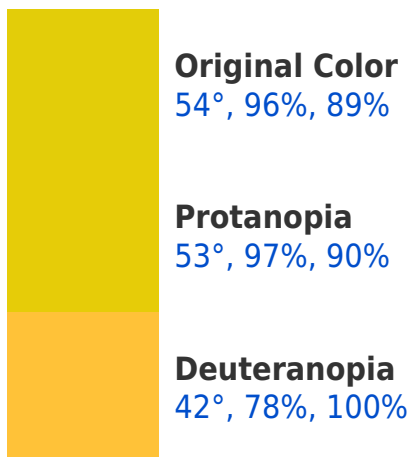 Original Color
54°, 96%, 89%
Protanopia
53°, 97%, 90%
Deuteranopia
42°, 78%, 100%